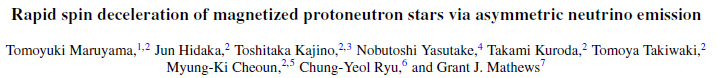 Rapid spin deceleration of magnetized protoneutron stars via asymmetric neutrino emission
Tomoyuki Maruyama,1,2 Jun Hidaka,2 Toshitaka Kajino,2,3 Nobutoshi Yasutake,4 Takami Kuroda,2 Tomoya Takiwaki,2
Myung-Ki Cheoun,2,5 Chung-Yeol Ryu,6 and Grant J. Mathews7